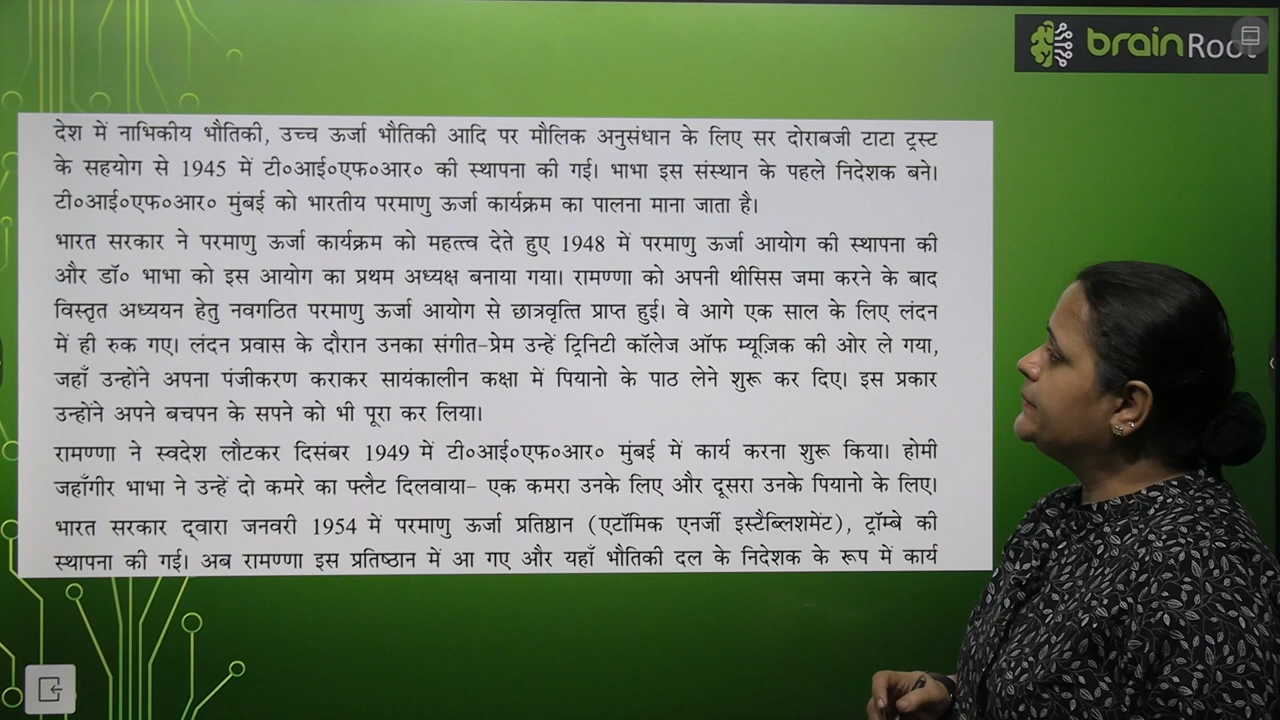 brainRoot
देश में नाभिकीय भौतिकी, उच्च ऊर्जा भौतिकी आदि पर मौलिक अनुसंधान के लिए सर दोराबजी टाटा ट्रस्ट
के सहयोग से 1945 में टी०आई०एफ०आर० की स्थापना की गई। भाभा इस संस्थान के पहले निदेशक बने।
टी०आई०एफ०आर० मुंबई को भारतीय परमाणु ऊर्जा कार्यक्रम का पालना माना जाता है।
भारत सरकार ने परमाणु ऊर्जा कार्यक्रम को महत्त्व देते हुए 1948 में परमाणु ऊर्जा आयोग की स्थापना की
और डॉ० भाभा को इस आयोग का प्रथम अध्यक्ष बनाया गया। रामण्णा को अपनी थीसिस जमा करने के बाद
विस्तृत अध्ययन हेतु नवगठित परमाणु ऊर्जा आयोग से छात्रवृत्ति प्राप्त हुई। वे आगे एक साल के लिए लंदन
में ही रुक गए। लंदन प्रवास के दौरान उनका संगीत-प्रेम उन्हें ट्रिनिटी कॉलेज ऑफ म्यूज़िक की ओर ले गया,
जहाँ उन्होंने अपना पंजीकरण कराकर सायंकालीन कक्षा में पियानो के पाठ लेने शुरू कर दिए। इस प्रकार
उन्होंने अपने बचपन के सपने को भी पूरा कर लिया।
रामण्णा ने स्वदेश लौटकर दिसंबर 1949 में टी०आई०एफ०आर० मुंबई में कार्य करना शुरू किया। होमी
जहाँगीर भाभा ने उन्हें दो कमरे का फ्लैट दिलवाया- एक कमरा उनके लिए और दूसरा उनके पियानो के लिए।
भारत सरकार द्वारा जनवरी 1954 में परमाणु ऊर्जा प्रतिष्ठान (एटॉमिक एनर्जी इस्टैब्लिशमेंट), ट्रॉम्बे की
स्थापना की गई। अब रामण्णा इस प्रतिष्ठान में आ गए और यहाँ भौतिकी दल के निदेशक के रूप में कार्य